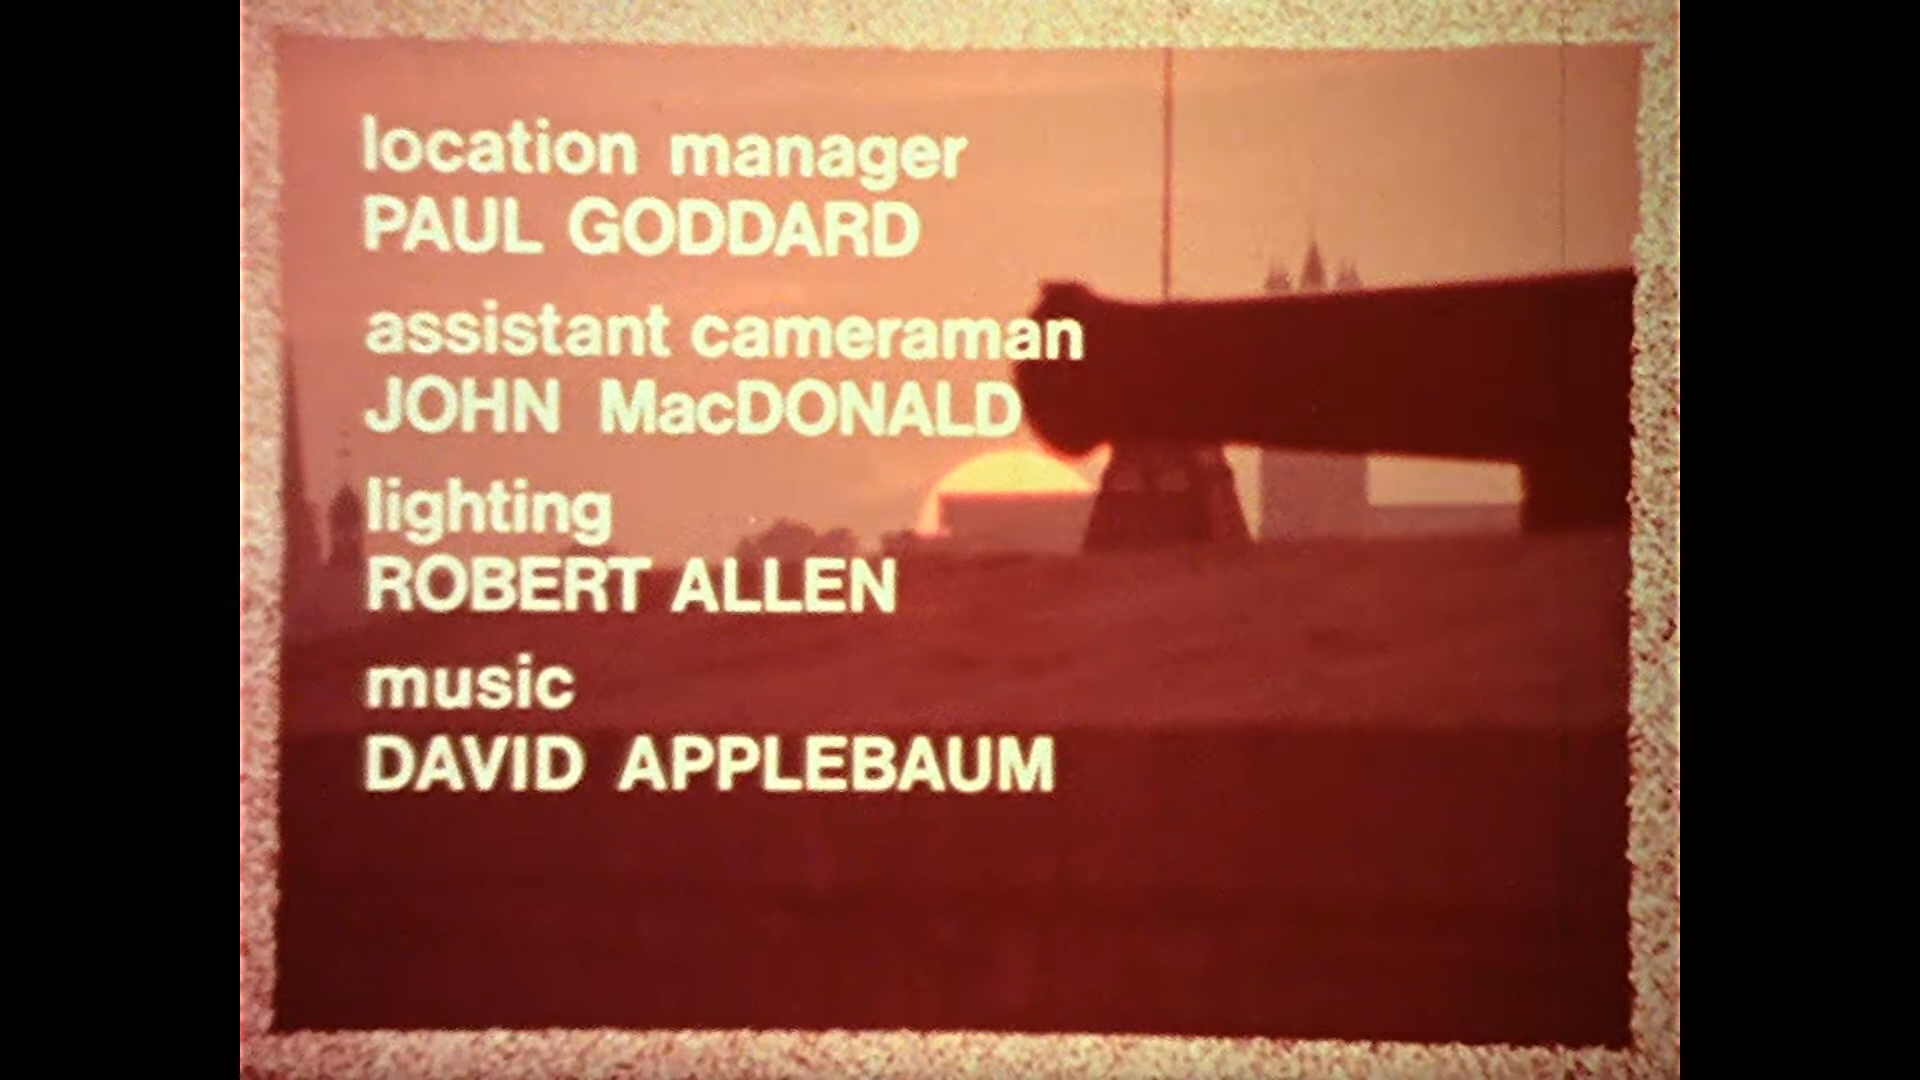 location manager
PAUL GODDARD
assistant cameraman
JOHN MacDONALD
lighting
ROBERT ALLEN
music
DAVID APPLEBAUM